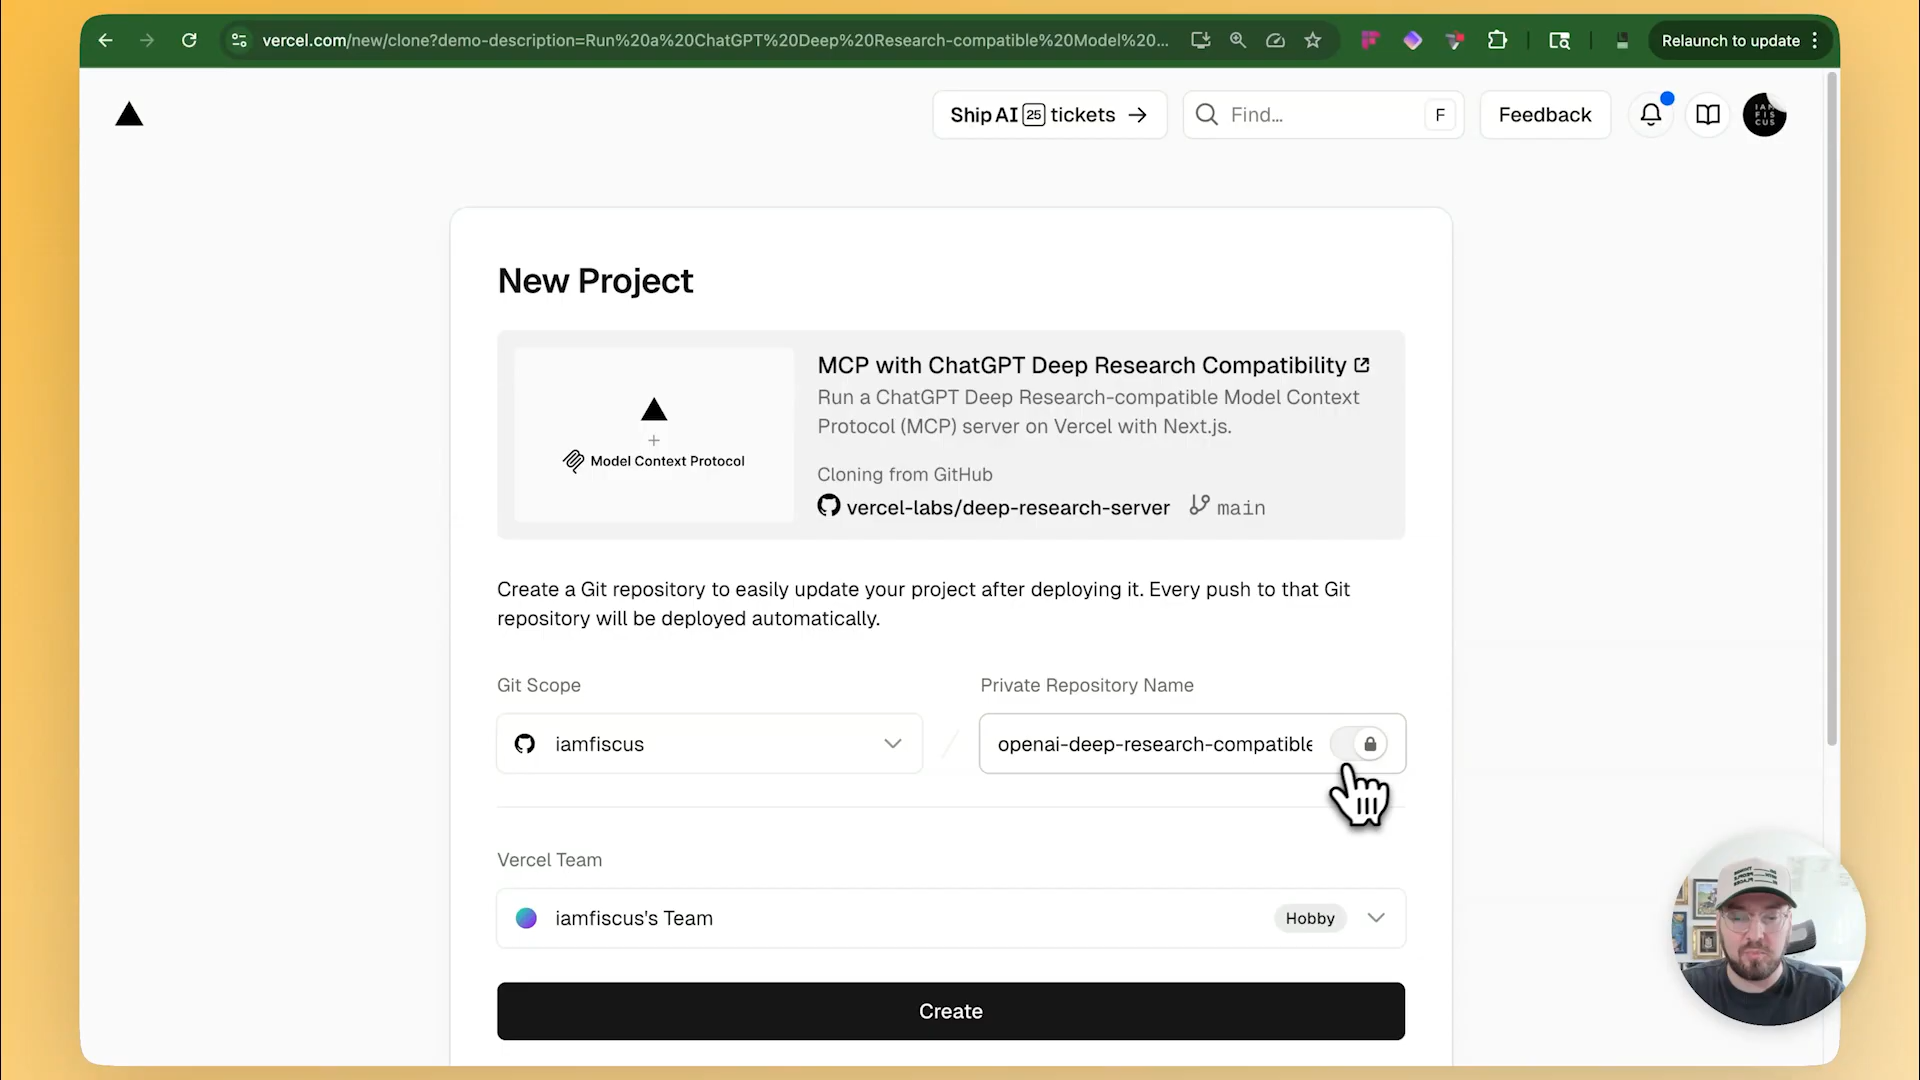 vercel.com/new/clone?demo-description=Run%20a%20ChatGPT%20Deep%20Research-compatible%20Model%20...
Relaunch to update
Ship AI 25 tickets →
Find...
F
Feedback
IAM
FIS
CUS
New Project
+
Model Context Protocol
MCP with ChatGPT Deep Research Compatibility
Run a ChatGPT Deep Research-compatible Model Context
Protocol (MCP) server on Vercel with Next.js.
Cloning from GitHub
vercel-labs/deep-research-server main
Create a Git repository to easily update your project after deploying it. Every push to that Git
repository will be deployed automatically.
Git Scope
Private Repository Name
iamfiscus
/
openai-deep-research-compatible
Vercel Team
iamfiscus's Team
Hobby
Create